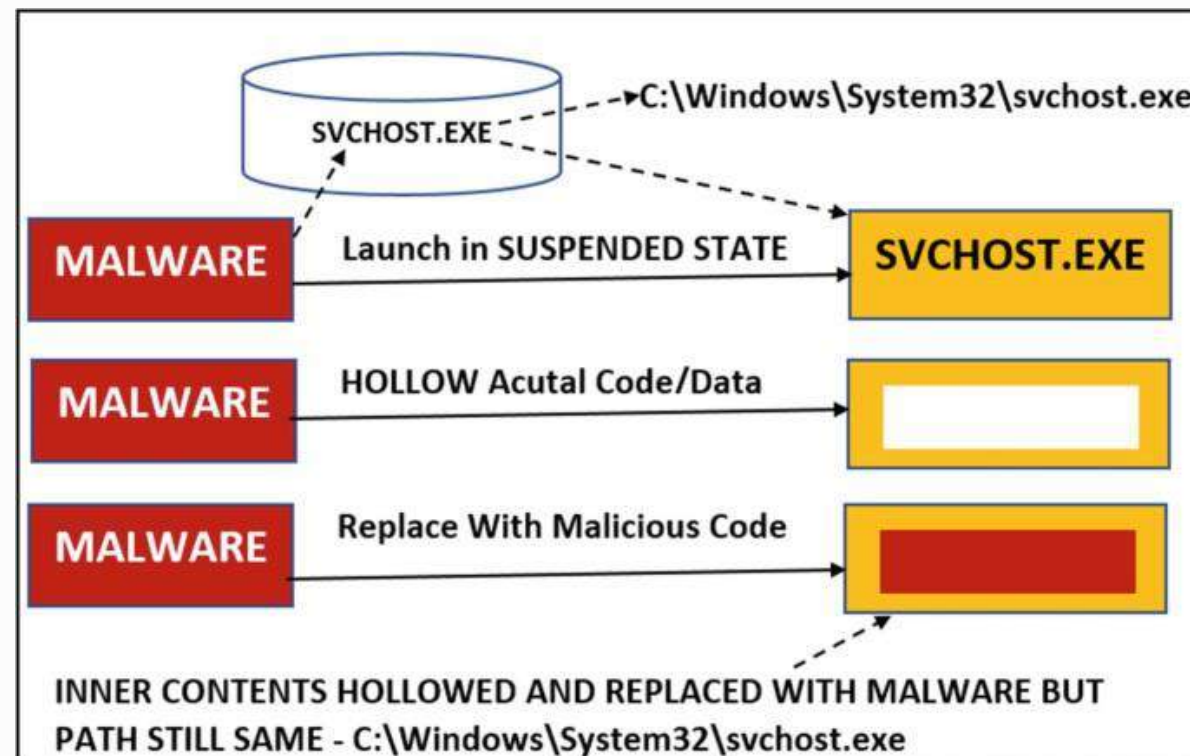 C:\Windows\System32\svchost.exe
SVCHOST.EXE
MALWARE
Launch in SUSPENDED STATE
SVCHOST.EXE
MALWARE
HOLLOW Acutal Code/Data
MALWARE
Replace With Malicious Code
INNER CONTENTS HOLLOWED AND REPLACED WITH MALWARE BUT
PATH STILL SAME - C:\Windows\System32\svchost.exe